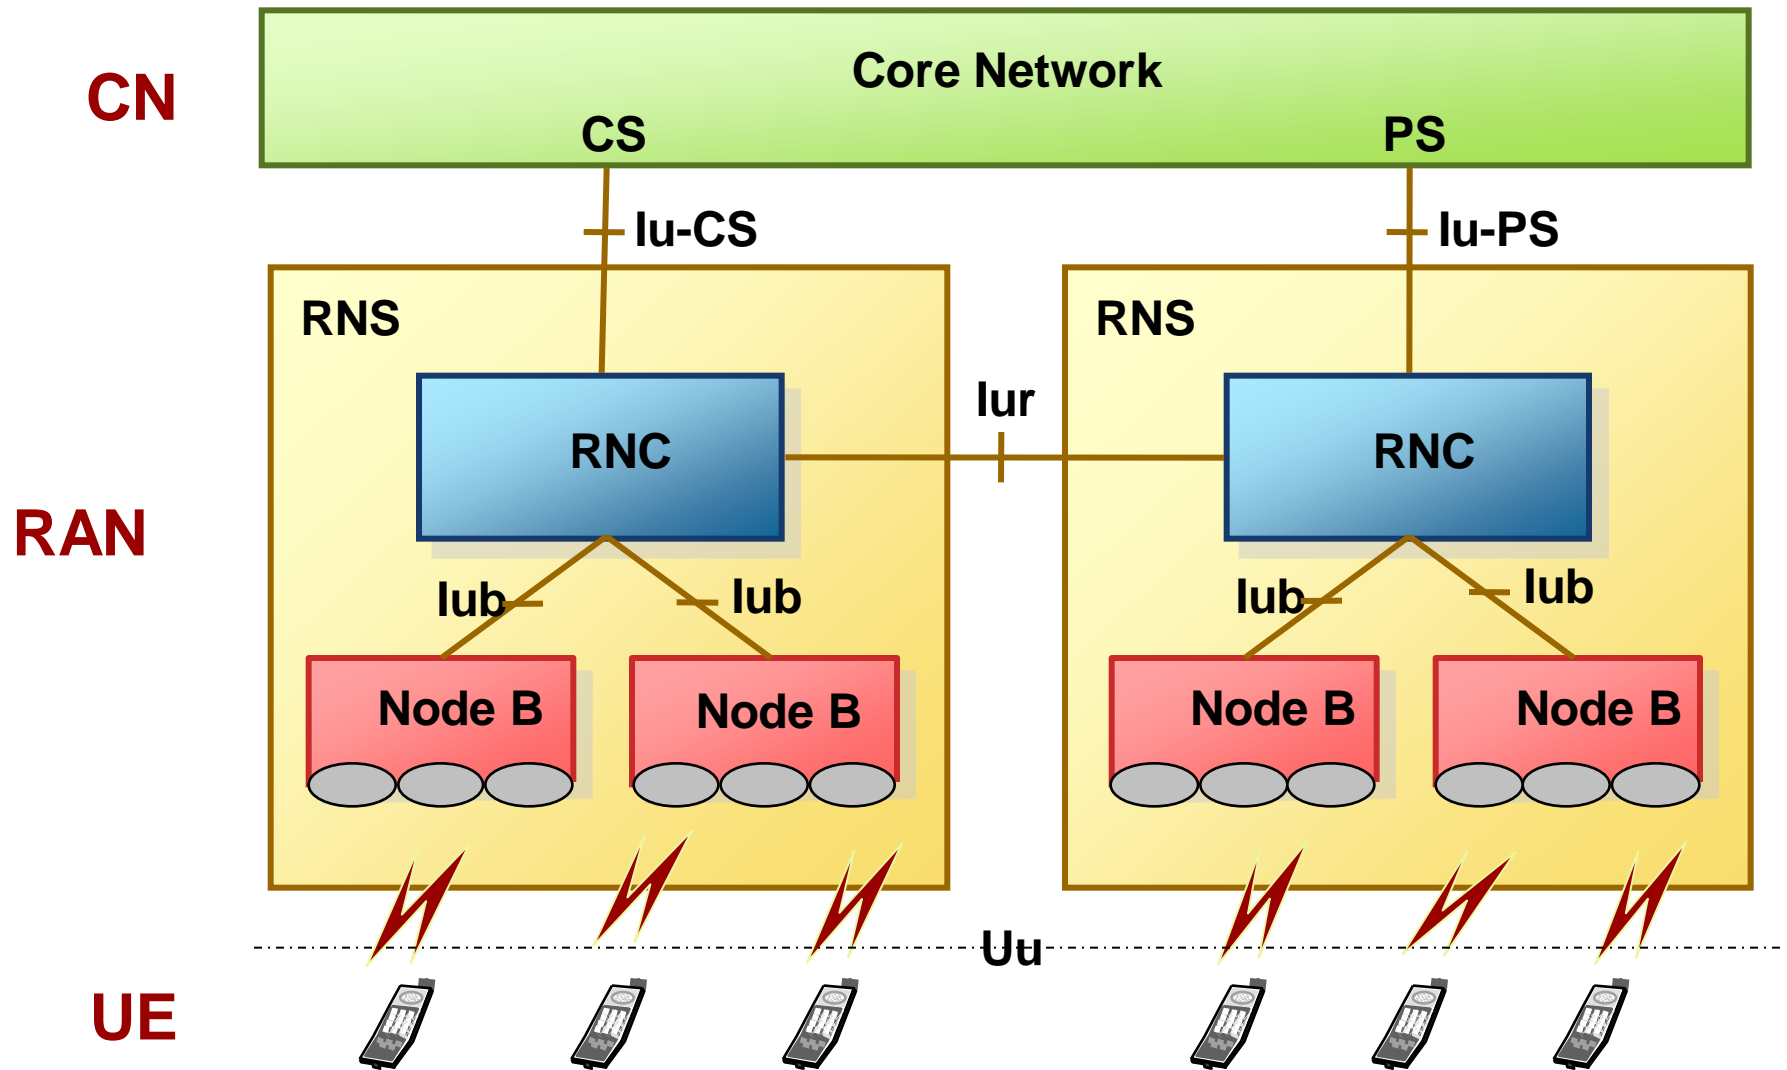 Core Network
CN
CS
PS
Iu-CS
Iu-PS
RNS
RNS
Iur
RNC
RNC
RAN
Iub
Iub
Iub
Iub
Node B
Node B
Node B
Node B
Uu
UE